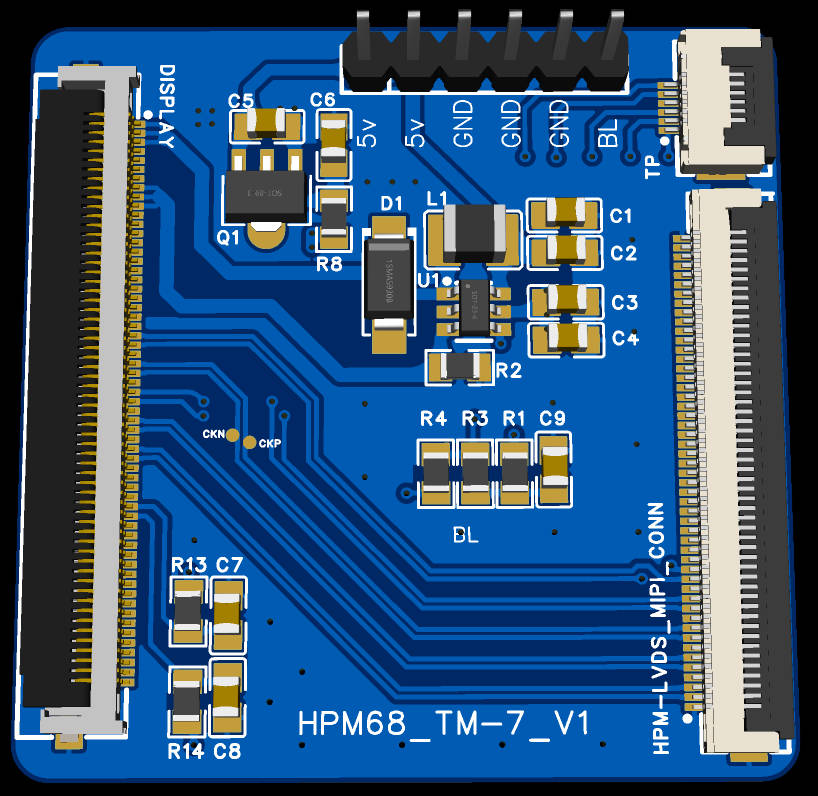 DISPLAY
C5
C6
5v
5v
GND
GND
GND
BL
TP
Q1
R8
D1
L1
U1
C1
C2
C3
C4
R2
CKN
CKP
R4
R3
R1
C9
BL
R13
C7
R14
C8
HPM68_TM-7_V1
HPM-LVDS_MIPI_CONN